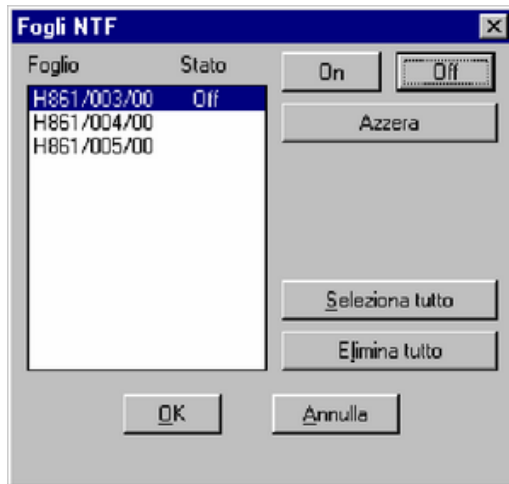 Fogli NTF
Foglio Stato
H861/003/00 Off
H861/004/00
H861/005/00
On Off
Azzera
Seleziona tutto
Elimina tutto
OK Annulla